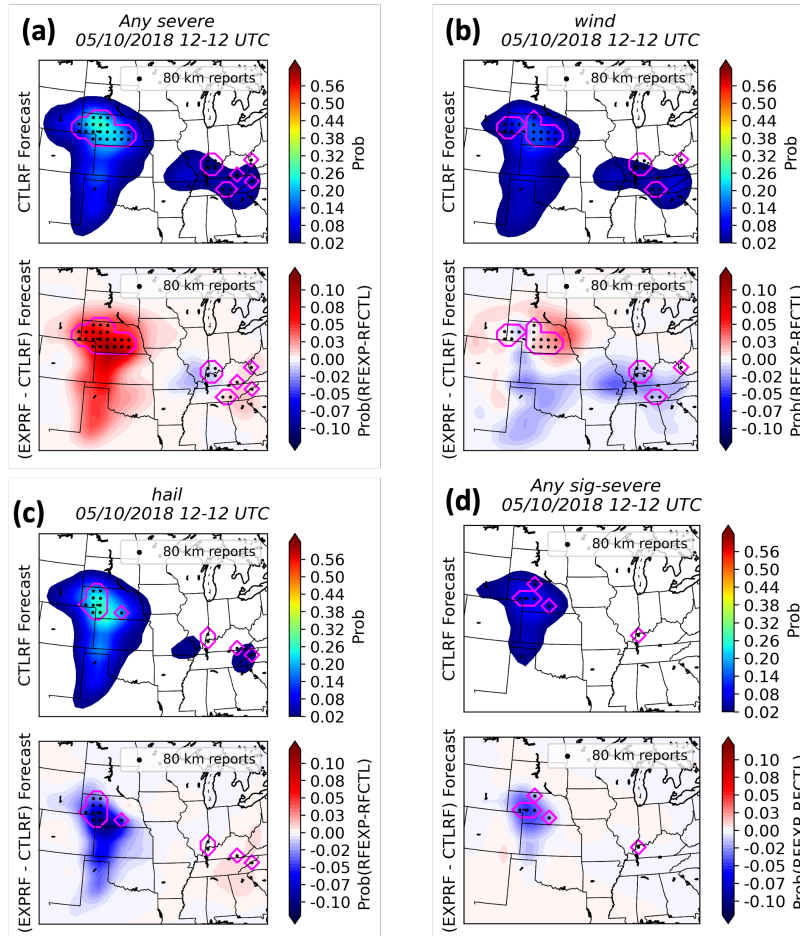 (a)
Any severe
05/10/2018 12-12 UTC
CTLRF Forecast
80 km reports
0.56
0.50
0.44
0.38
0.32
0.26
0.20
0.14
0.08
0.02
Prob
(EXPRF - CTLRF) Forecast
80 km reports
0.10
0.08
0.05
0.03
0.00
-0.02
-0.05
-0.07
-0.10
Prob(RFEXP-RFCTL)
(b)
wind
05/10/2018 12-12 UTC
CTLRF Forecast
80 km reports
0.56
0.50
0.44
0.38
0.32
0.26
0.20
0.14
0.08
0.02
Prob
(EXPRF - CTLRF) Forecast
80 km reports
0.10
0.08
0.05
0.03
0.00
-0.02
-0.05
-0.07
-0.10
Prob(RFEXP-RFCTL)
(c)
hail
05/10/2018 12-12 UTC
CTLRF Forecast
80 km reports
0.56
0.50
0.44
0.38
0.32
0.26
0.20
0.14
0.08
0.02
Prob
(EXPRF - CTLRF) Forecast
80 km reports
0.10
0.08
0.05
0.03
0.00
-0.02
-0.05
-0.07
-0.10
Prob(RFEXP-RFCTL)
(d)
Any sig-severe
05/10/2018 12-12 UTC
CTLRF Forecast
80 km reports
0.56
0.50
0.44
0.38
0.32
0.26
0.20
0.14
0.08
0.02
Prob
(EXPRF - CTLRF) Forecast
80 km reports
0.10
0.08
0.05
0.03
0.00
-0.02
-0.05
-0.07
-0.10
Prob(RFEXP-RFCTL)